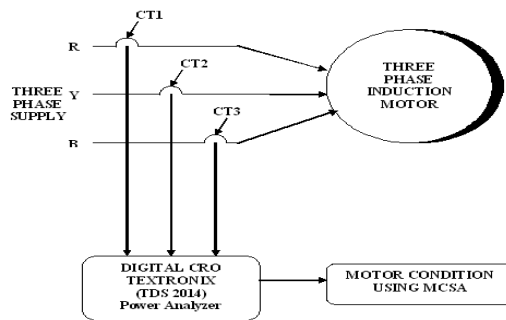 CT1
R
CT2
THREE
PHASE
SUPPLY
Y
CT3
B
THREE
PHASE
INDUCTION
MOTOR
DIGITAL CRO
TEXTRONIX
(TDS 2014)
Power Analyzer
MOTOR CONDITION
USING MCSA